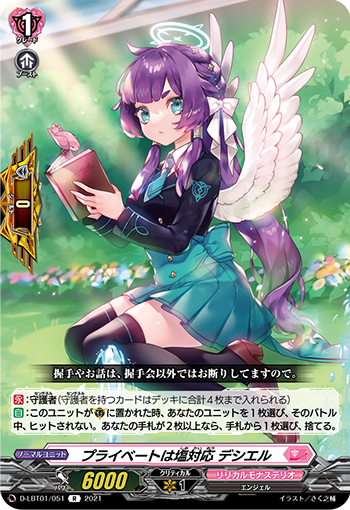 1
グレード
ブースト
シールド
0
握手やお話は、握手会以外ではお断りしてますので。
永:守護者(守護者を持つカードはデッキに合計4枚まで入れられる)
自:このユニットがGに置かれた時、あなたのユニットを1枚選び、そのバトル
中、ヒットされない。あなたの手札が2枚以上なら、手札から1枚選び、捨てる。
ノーマルユニット
プライベートは塩対応 デシエル
リリカルモナステリオ
パワー
6000
クリティカル
1
エンジェル
D-LBT01/051
R
2021
イラスト/さく之輔